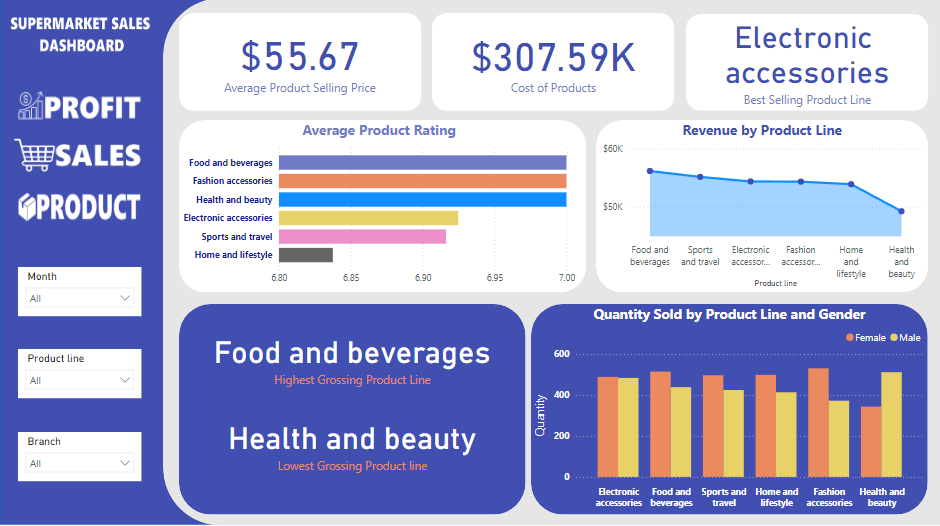 SUPERMARKET SALES
DASHBOARD
PROFIT
SALES
PRODUCT
Month
All
Product line
All
Branch
All
$55.67
Average Product Selling Price
$307.59K
Cost of Products
Electronic
accessories
Best Selling Product Line
Average Product Rating
Food and beverages
Fashion accessories
Health and beauty
Electronic accessories
Sports and travel
Home and lifestyle
6.80 6.85 6.90 6.95 7.00
Revenue by Product Line
$60K
$50K
Food and Sports Electronic Fashion Home Health
beverages and travel accessor... accessor... and and
lifestyle beauty
Product line
Food and beverages
Highest Grossing Product Line
Health and beauty
Lowest Grossing Product line
Quantity Sold by Product Line and Gender
Female Male
Quantity
600
400
200
0
Electronic Food and Sports and Home and Fashion Health and
accessories beverages travel lifestyle accessories beauty